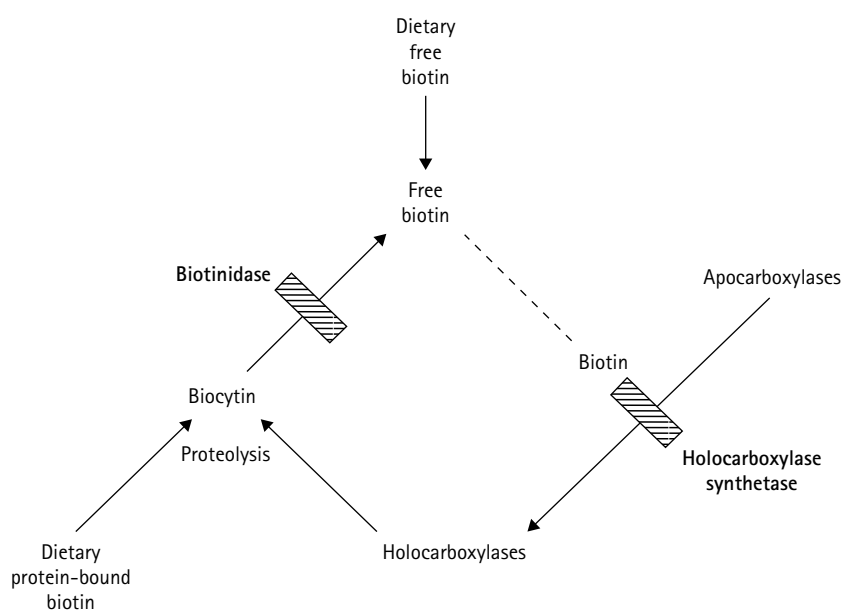 Dietary
free
biotin
Free
biotin
Biotinidase
Apocarboxylases
Biotin
Biocytin
Proteolysis
Holocarboxylase
synthetase
Dietary
protein-bound
biotin
Holocarboxylases